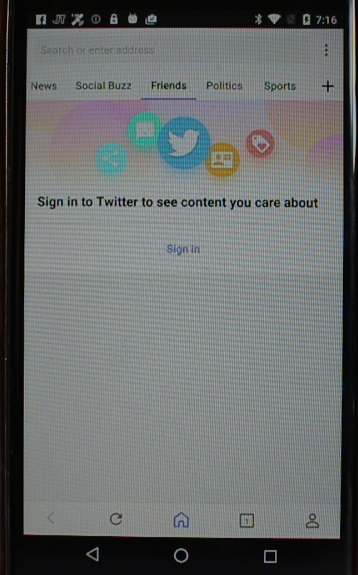 7:16
Search or enter address
News Social Buzz Friends Politics Sports +
Sign in to Twitter to see content you care about
Sign in
1